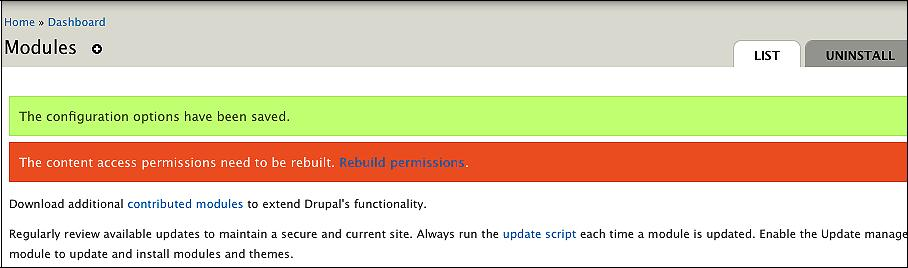 Home » Dashboard
Modules
LIST
UNINSTALL
The configuration options have been saved.
The content access permissions need to be rebuilt. Rebuild permissions.
Download additional contributed modules to extend Drupal's functionality.
Regularly review available updates to maintain a secure and current site. Always run the update script each time a module is updated. Enable the Update manage
module to update and install modules and themes.